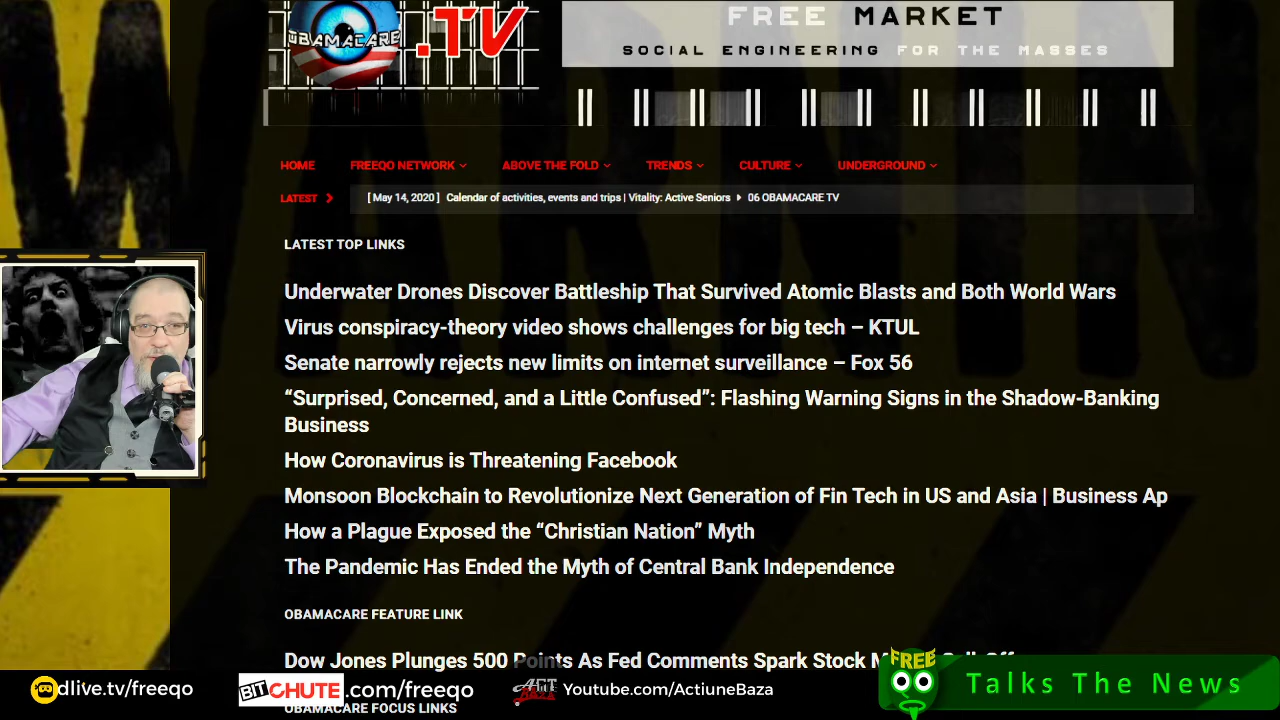 OBAMACARE .TV
FREE MARKET
SOCIAL ENGINEERING FOR THE MASSES
HOME FREEQO NETWORK ABOVE THE FOLD TRENDS CULTURE UNDERGROUND
LATEST [ May 14, 2020 ] Calendar of activities, events and trips | Vitality: Active Seniors 06 OBAMACARE TV
LATEST TOP LINKS
Underwater Drones Discover Battleship That Survived Atomic Blasts and Both World Wars
Virus conspiracy-theory video shows challenges for big tech – KTUL
Senate narrowly rejects new limits on internet surveillance – Fox 56
“Surprised, Concerned, and a Little Confused”: Flashing Warning Signs in the Shadow-Banking
Business
How Coronavirus is Threatening Facebook
Monsoon Blockchain to Revolutionize Next Generation of Fin Tech in US and Asia | Business Ap
How a Plague Exposed the “Christian Nation” Myth
The Pandemic Has Ended the Myth of Central Bank Independence
OBAMACARE FEATURE LINK
Dow Jones Plunges 500 Points As Fed Comments Spark Stock
dlive.tv/freeqo BITCHUTE.com/freeqo ACT BAZA Youtube.com/ActiuneBaza FREE Talks The News
OBAMACARE FOCUS LINKS